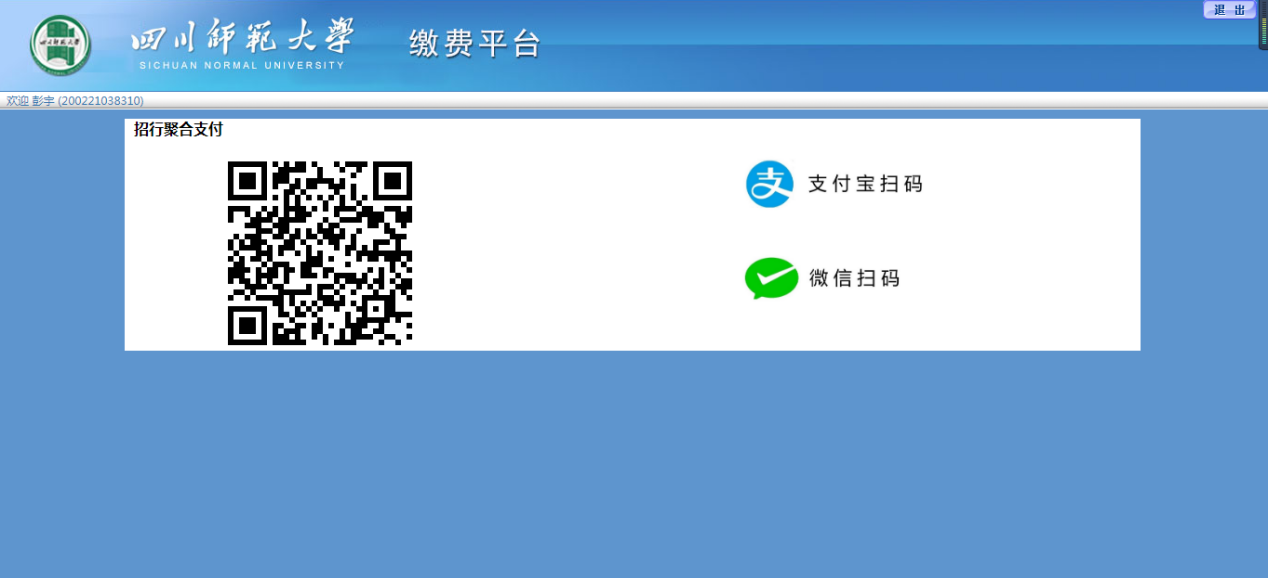 退 出
四川師範大學
SICHUAN NORMAL UNIVERSITY
缴费平台
欢迎 彭宇 (200221038310)
招行聚合支付
支付宝扫码
微信扫码